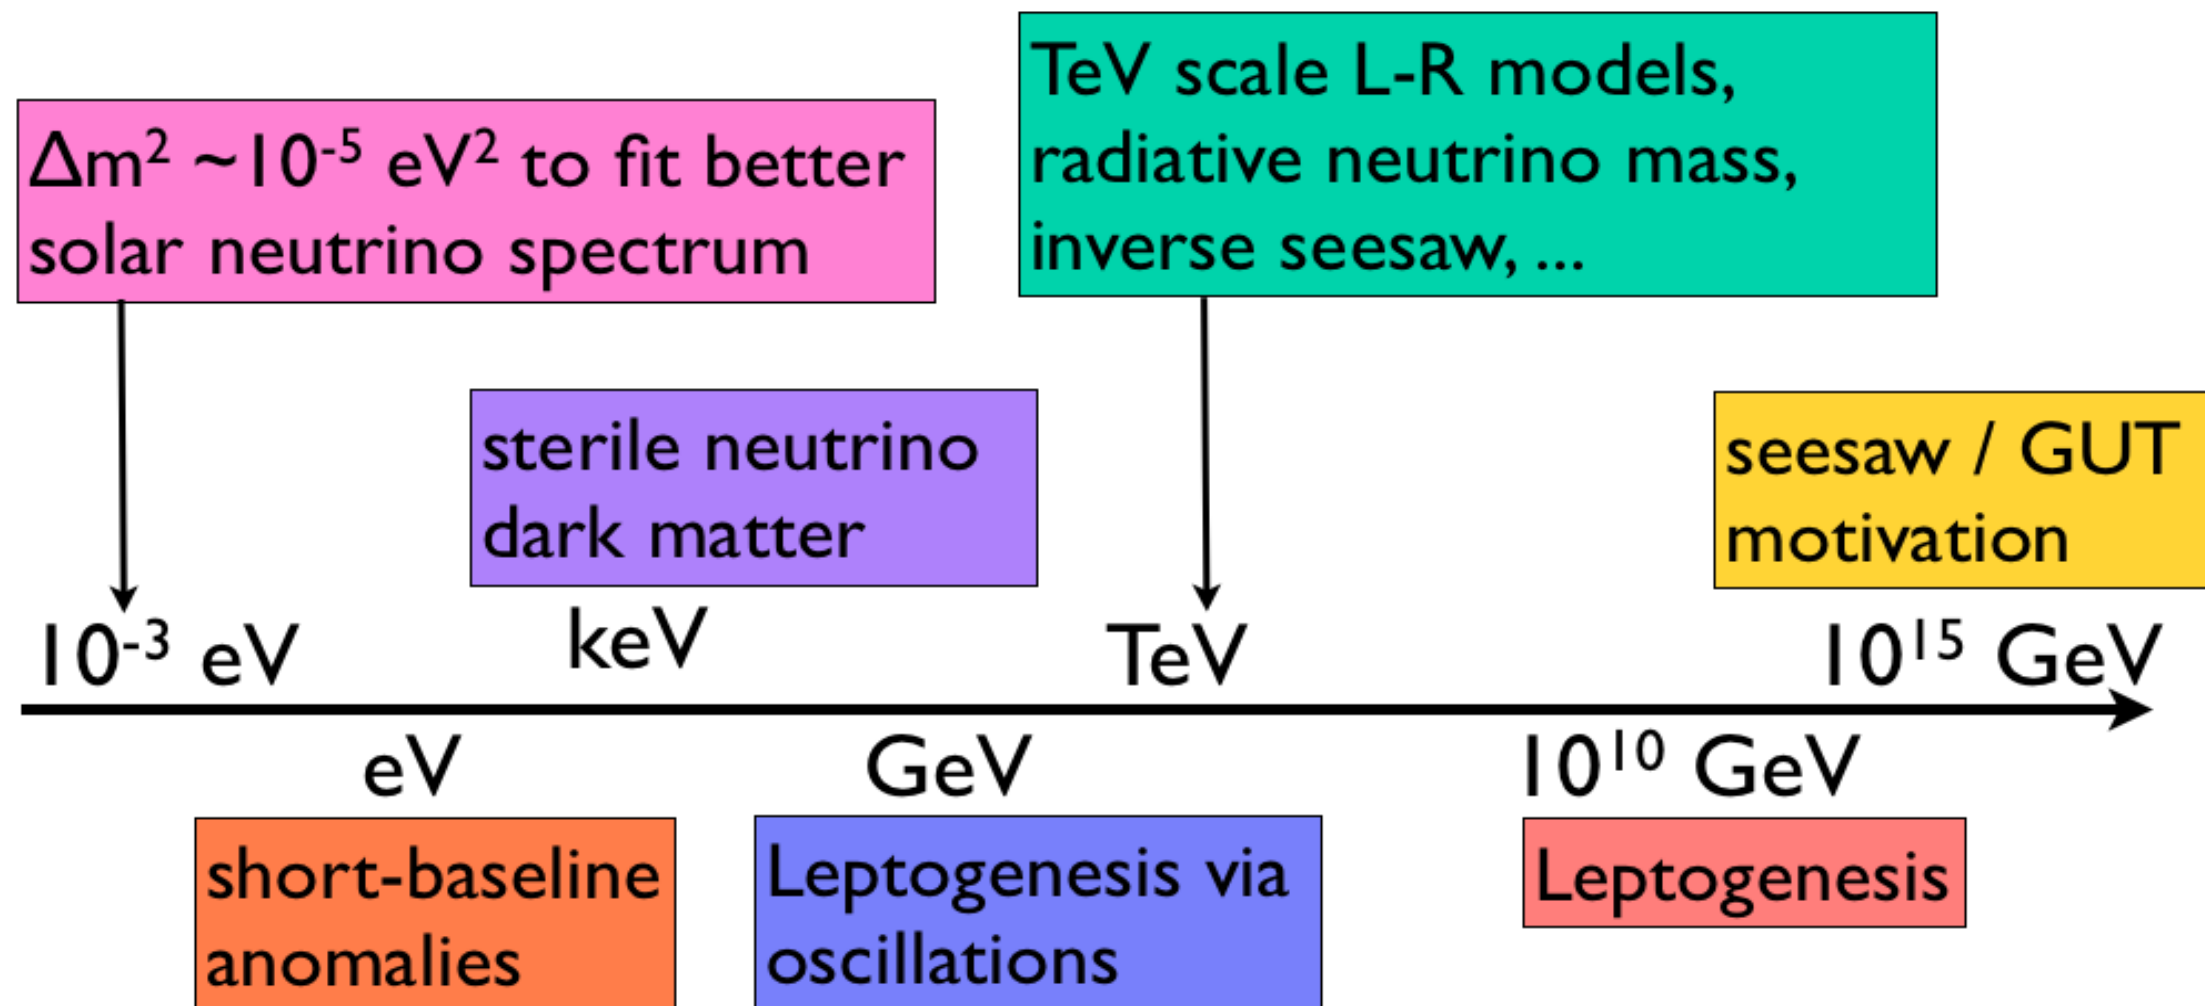 Δm² ~10⁻⁵ eV² to fit better
solar neutrino spectrum
TeV scale L-R models,
radiative neutrino mass,
inverse seesaw, ...
sterile neutrino
dark matter
seesaw / GUT
motivation
10⁻³ eV
keV
TeV
10¹⁵ GeV
eV
GeV
10¹⁰ GeV
short-baseline
anomalies
Leptogenesis via
oscillations
Leptogenesis